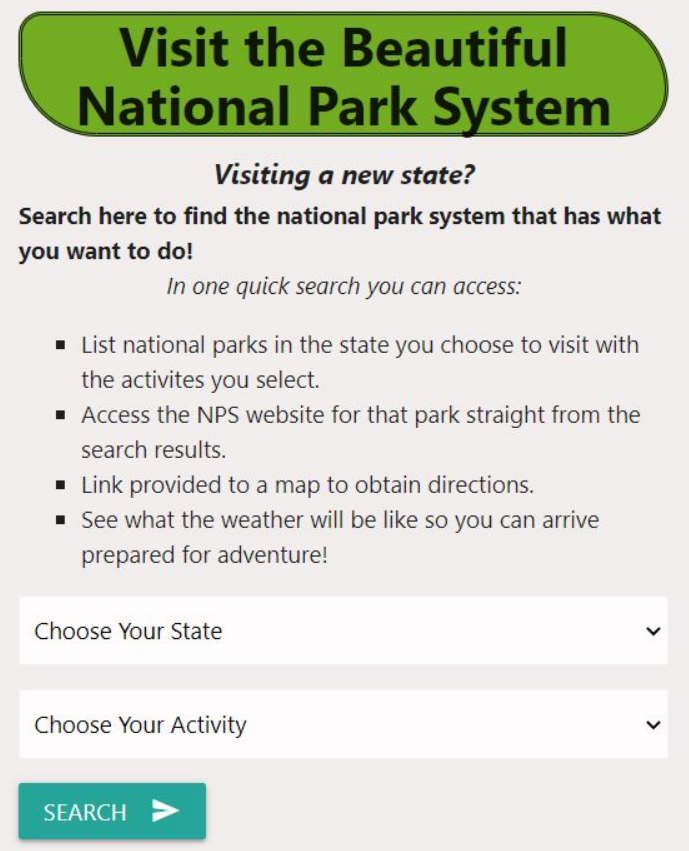 Visit the Beautiful
National Park System
Visiting a new state?
Search here to find the national park system that has what
you want to do!
In one quick search you can access:
▪ List national parks in the state you choose to visit with
the activites you select.
▪ Access the NPS website for that park straight from the
search results.
▪ Link provided to a map to obtain directions.
▪ See what the weather will be like so you can arrive
prepared for adventure!
Choose Your State
Choose Your Activity
SEARCH